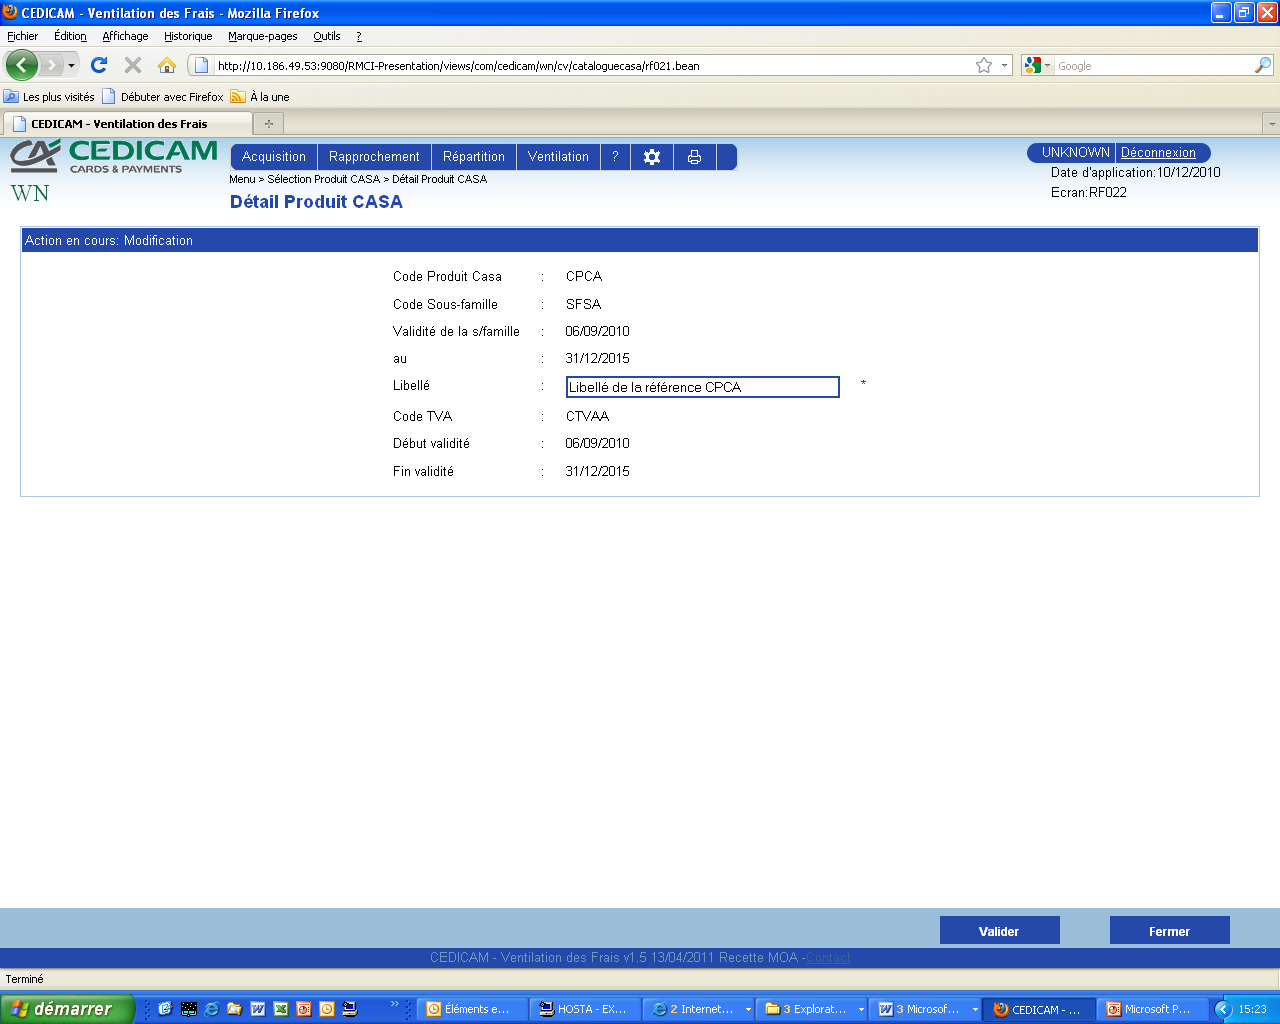 CEDICAM - Ventilation des Frais - Mozilla Firefox
Fichier Édition Affichage Historique Marque-pages Outils ?
http://10.186.49.53:9080/RMCI-Presentation/views/com/cedicam/wn/cv/cataloguecasa/rf021.bean
Google
Les plus visités Débuter avec Firefox À la une
CEDICAM - Ventilation des Frais
CA CEDICAM
CARDS & PAYMENTS
WN
Acquisition Rapprochement Répartition Ventilation ?
UNKNOWN Déconnexion
Menu > Sélection Produit CASA > Détail Produit CASA
Date d'application:10/12/2010
Détail Produit CASA
Ecran:RF022
Action en cours: Modification
Code Produit Casa : CPCA
Code Sous-famille : SFSA
Validité de la s/famille : 06/09/2010
au : 31/12/2015
Libellé : Libellé de la référence CPCA *
Code TVA : CTVAA
Début validité : 06/09/2010
Fin validité : 31/12/2015
Valider Fermer
CEDICAM - Ventilation des Frais v1.5 13/04/2011 Recette MOA -Contact
Terminé
démarrer Éléments e... HOSTA - EX... 2 Internet... 3 Explorat... 3 Microsof... CEDICAM - ... Microsoft P... 15:23